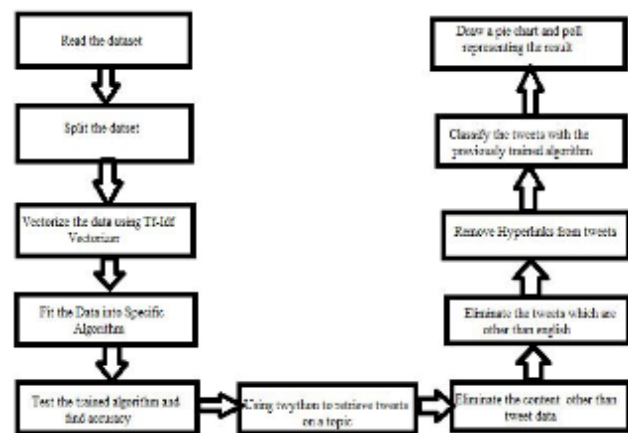 Read the dataset
Split the datset
Vectorize the data using Tf-Idf
Vectorizer
Fit the Data into Specific
Algorithm
Test the trained algorithm and
find accuracy
Using twython to retrieve tweets
on a topic
Eliminate the content other than
tweet data
Eliminate the tweets which are
other than english
Remove Hyperlinks from tweets
Classify the tweets with the
previously trained algorithm
Draw a pie chart and poll
representing the result